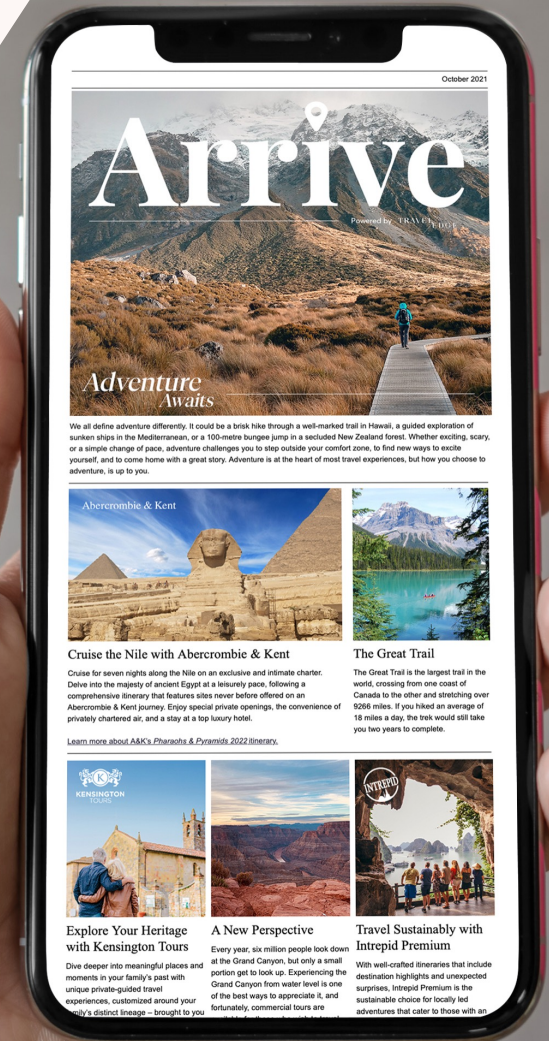 October 2021
Arrive
Powered by TRAVEL EDGE
Adventure
Awaits
We all define adventure differently. It could be a brisk hike through a well-marked trail in Hawaii, a guided exploration of
sunken ships in the Mediterranean, or a 100-metre bungee jump in a secluded New Zealand forest. Whether exciting, scary,
or a simple change of pace, adventure challenges you to step outside your comfort zone, to find new ways to excite
yourself, and to come home with a great story. Adventure is at the heart of most travel experiences, but how you choose to
adventure, is up to you.
Abercrombie & Kent
Cruise the Nile with Abercrombie & Kent
Cruise for seven nights along the Nile on an exclusive and intimate charter.
Delve into the majesty of ancient Egypt at a leisurely pace, following a
comprehensive itinerary that features sites never before offered on an
Abercrombie & Kent journey. Enjoy special private openings, the convenience of
privately chartered air, and a stay at a top luxury hotel.
Learn more about A&K's Pharaohs & Pyramids 2022 itinerary.
The Great Trail
The Great Trail is the largest trail in the
world, crossing from one coast of
Canada to the other and stretching over
9266 miles. If you hiked an average of
18 miles a day, the trek would still take
you two years to complete.
K
KENSINGTON
TOURS
Explore Your Heritage
with Kensington Tours
Dive deeper into meaningful places and
moments in your family's past with
unique private-guided travel
experiences, customized around your
family's distinct lineage – brought to you
A New Perspective
Every year, six million people look down
at the Grand Canyon, but only a small
portion get to look up. Experiencing the
Grand Canyon from water level is one
of the best ways to appreciate it, and
fortunately, commercial tours are
INTREPID
Travel Sustainably with
Intrepid Premium
With well-crafted itineraries that include
destination highlights and unexpected
surprises, Intrepid Premium is the
sustainable choice for locally led
adventures that cater to those with an